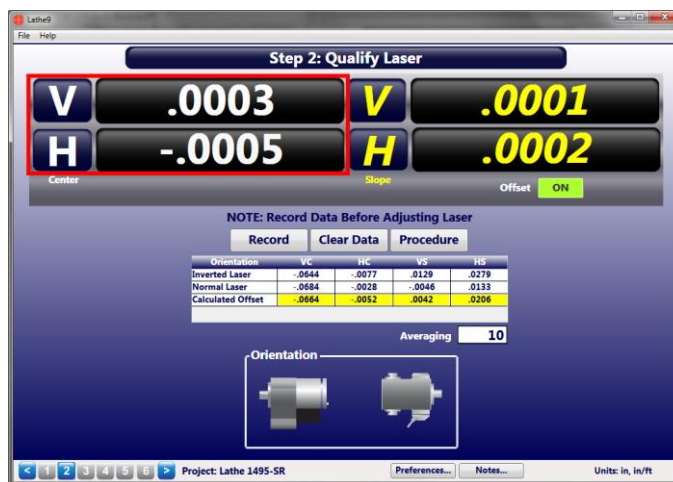 Lathe9
File Help
Step 2: Qualify Laser
V .0003 V .0001
H -.0005 H .0002
Center Slope Offset ON
NOTE: Record Data Before Adjusting Laser
Record Clear Data Procedure
Orientation VC HC VS HS
Inverted Laser -.0644 -.0077 .0129 .0279
Normal Laser -.0684 -.0028 -.0046 .0133
Calculated Offset -.0664 -.0052 .0042 .0206
Averaging 10
Orientation
< 1 2 3 4 5 6 > Project: Lathe 1495-SR Preferences... Notes... Units: in, in/ft